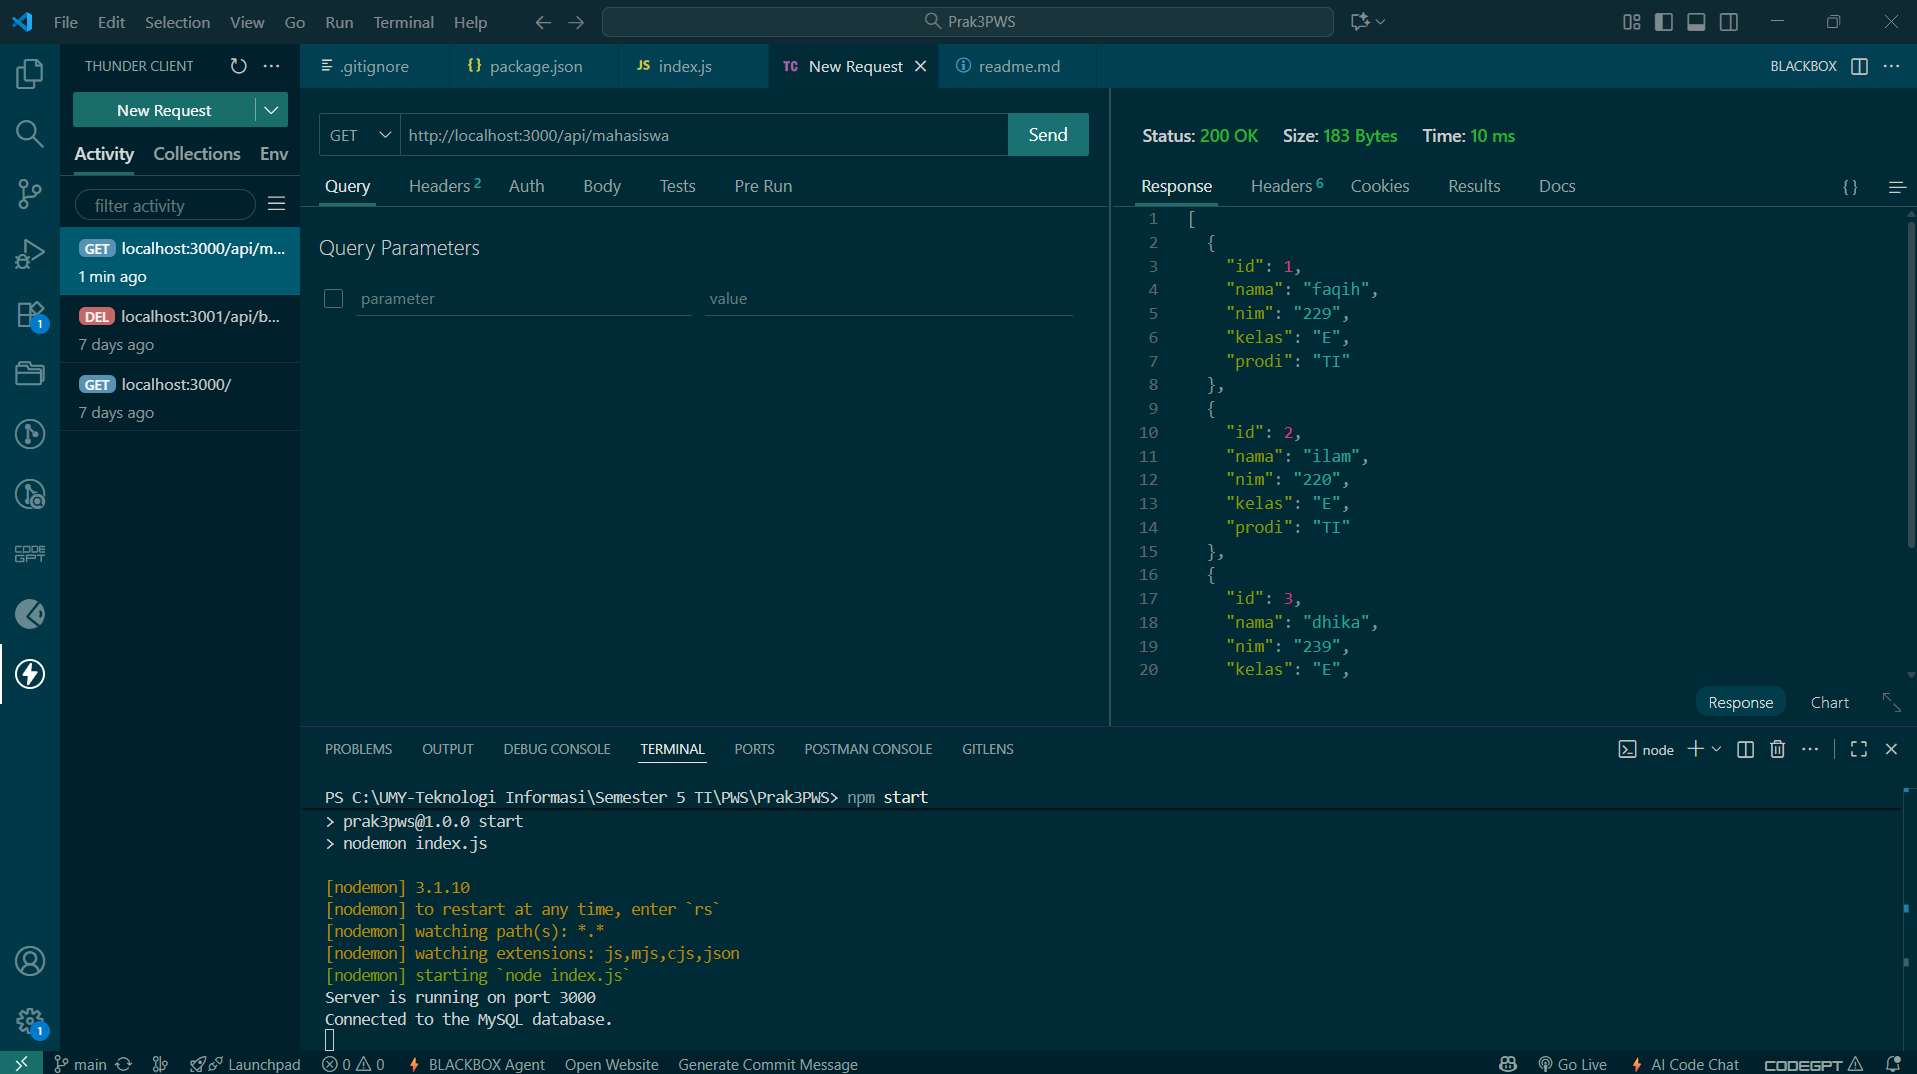 File Edit Selection View Go Run Terminal Help
Prak3PWS
THUNDER CLIENT
.gitignore
{} package.json
JS index.js
TC New Request
readme.md
BLACKBOX
New Request
Activity Collections Env
filter activity
GET localhost:3000/api/m...
1 min ago
DEL localhost:3001/api/b...
7 days ago
GET localhost:3000/
7 days ago
1
CODE GPT
1
GET http://localhost:3000/api/mahasiswa Send
Query Headers 2 Auth Body Tests Pre Run
Query Parameters
parameter value
Status: 200 OK Size: 183 Bytes Time: 10 ms
Response Headers 6 Cookies Results Docs {}
1 [
2 {
3 "id": 1,
4 "nama": "faqih",
5 "nim": "229",
6 "kelas": "E",
7 "prodi": "TI"
8 },
9 {
10 "id": 2,
11 "nama": "ilam",
12 "nim": "220",
13 "kelas": "E",
14 "prodi": "TI"
15 },
16 {
17 "id": 3,
18 "nama": "dhika",
19 "nim": "239",
20 "kelas": "E",
Response Chart
PROBLEMS OUTPUT DEBUG CONSOLE TERMINAL PORTS POSTMAN CONSOLE GITLENS
node
PS C:\UMY-Teknologi Informasi\Semester 5 TI\PWS\Prak3PWS> npm start
> prak3pws@1.0.0 start
> nodemon index.js
[nodemon] 3.1.10
[nodemon] to restart at any time, enter `rs`
[nodemon] watching path(s): *.*
[nodemon] watching extensions: js,mjs,cjs,json
[nodemon] starting `node index.js`
Server is running on port 3000
Connected to the MySQL database.
main Launchpad 0 0 BLACKBOX Agent Open Website Generate Commit Message
Go Live AI Code Chat CODEGPT